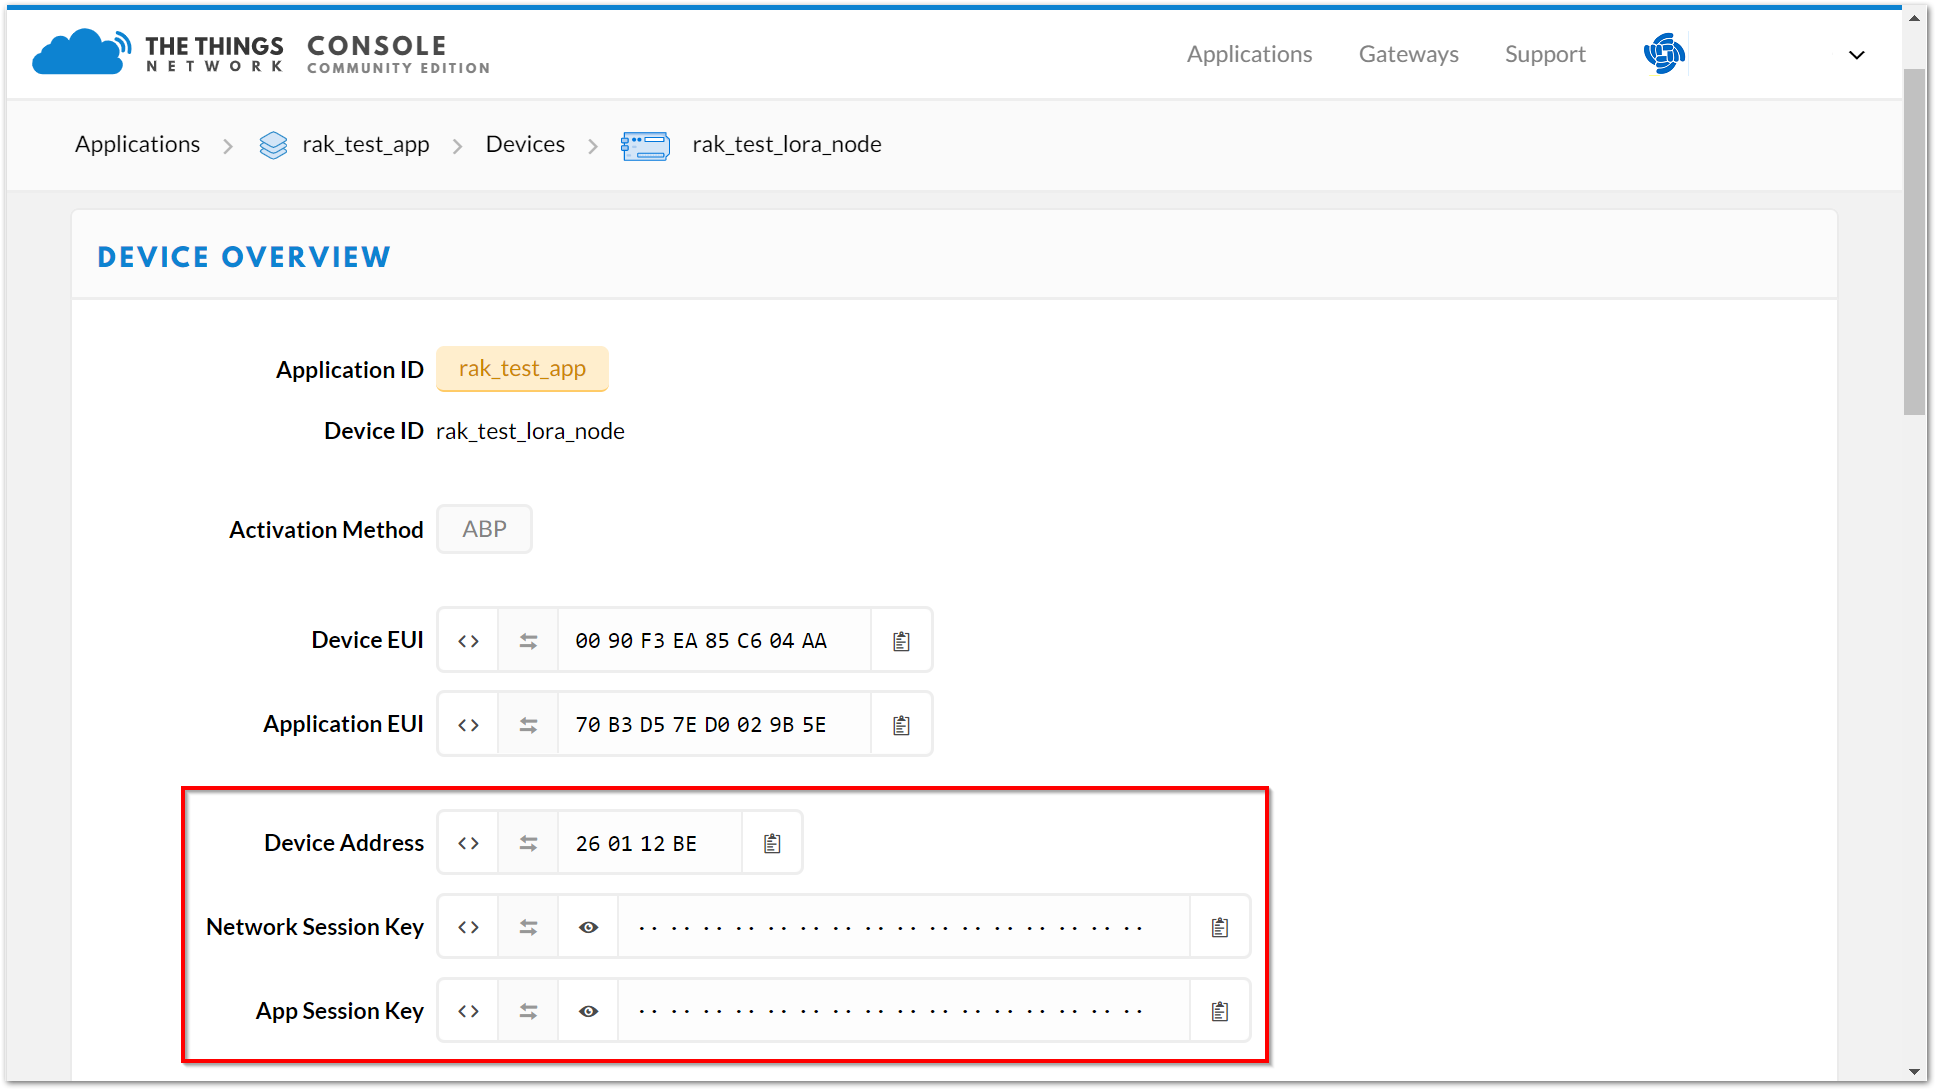 THE THINGS NETWORK
CONSOLE
COMMUNITY EDITION
Applications
Gateways
Support
Applications
rak_test_app
Devices
rak_test_lora_node
DEVICE OVERVIEW
Application ID rak_test_app
Device ID rak_test_lora_node
Activation Method ABP
Device EUI 00 90 F3 EA 85 C6 04 AA
Application EUI 70 B3 D5 7E D0 02 9B 5E
Device Address 26 01 12 BE
Network Session Key
App Session Key